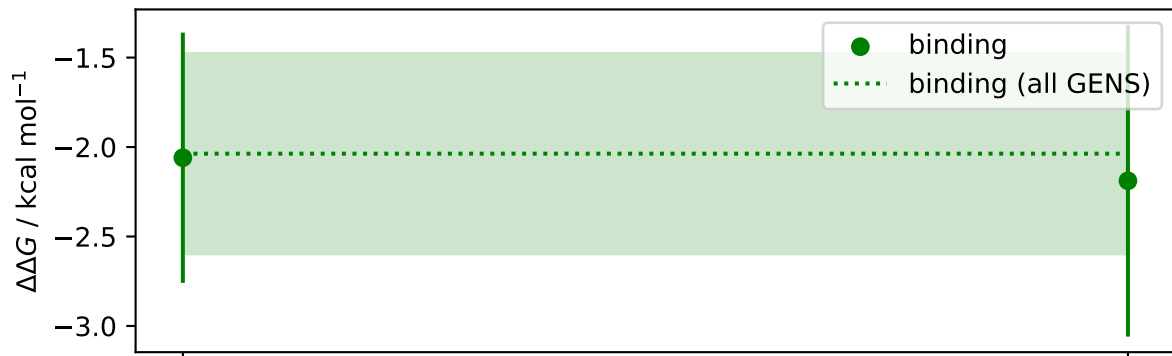 binding
binding (all GENS)
−1.5
−2.0
−2.5
−3.0
ΔΔG / kcal mol⁻¹